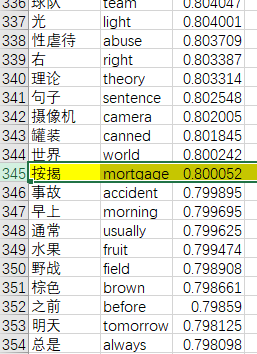 336 球队 team 0.804047
337 光 light 0.804001
338 性虐待 abuse 0.803709
339 右 right 0.803387
340 理论 theory 0.803314
341 句子 sentence 0.802548
342 摄像机 camera 0.802005
343 罐装 canned 0.801845
344 世界 world 0.800242
345 按揭 mortgage 0.800052
346 事故 accident 0.799895
347 早上 morning 0.799695
348 通常 usually 0.799625
349 水果 fruit 0.799474
350 野战 field 0.798908
351 棕色 brown 0.798661
352 之前 before 0.79859
353 明天 tomorrow 0.798125
354 总是 always 0.798098